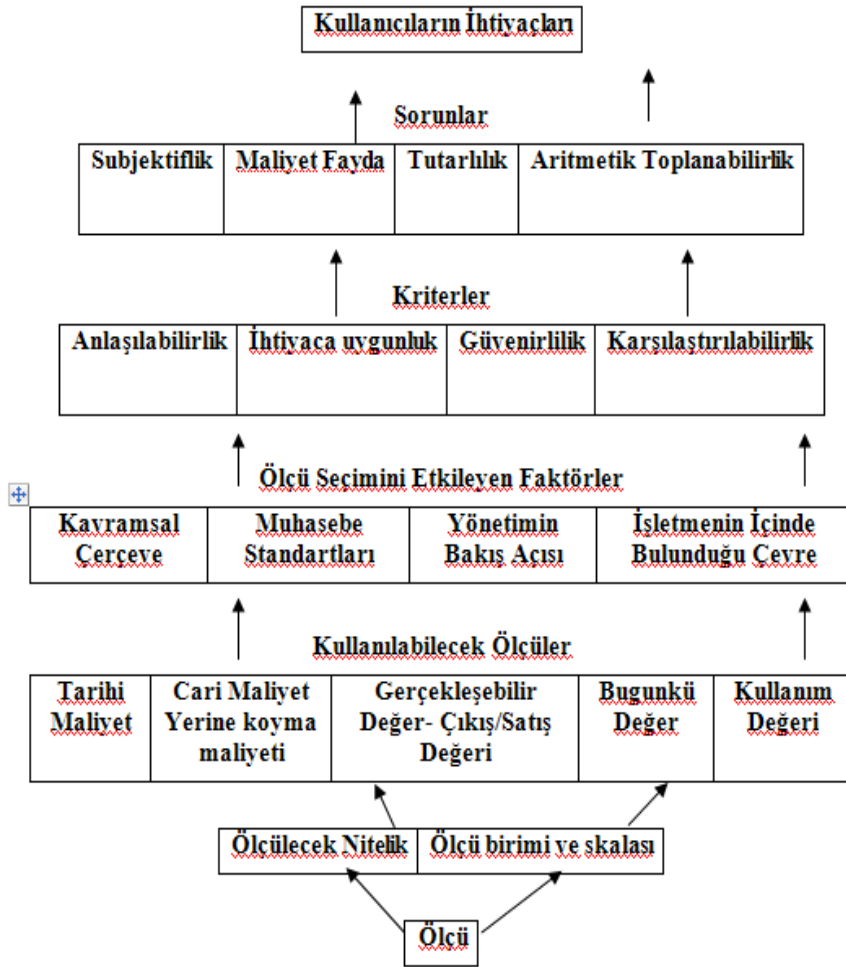 Kullanıcıların İhtiyaçları
Sorunlar
Subjektiflik
Maliyet Fayda
Tutarlılık
Aritmetik Toplanabilirlik
Kriterler
Anlaşılabilirlik
İhtiyaca uygunluk
Güvenirlilik
Karşılaştırılabilirlik
Ölçü Seçimini Etkileyen Faktörler
Kavramsal
Çerçeve
Muhasebe
Standartları
Yönetimin
Bakış Açısı
İşletmenin İçinde
Bulunduğu Çevre
Kullanılabilecek Ölçüler
Tarihi
Maliyet
Cari Maliyet
Yerine koyma
maliyeti
Gerçekleşebilir
Değer- Çıkış/Satış
Değeri
Bugunkü
Değer
Kullanım
Değeri
Ölçülecek Nitelik
Ölçü birimi ve skalası
Ölçü